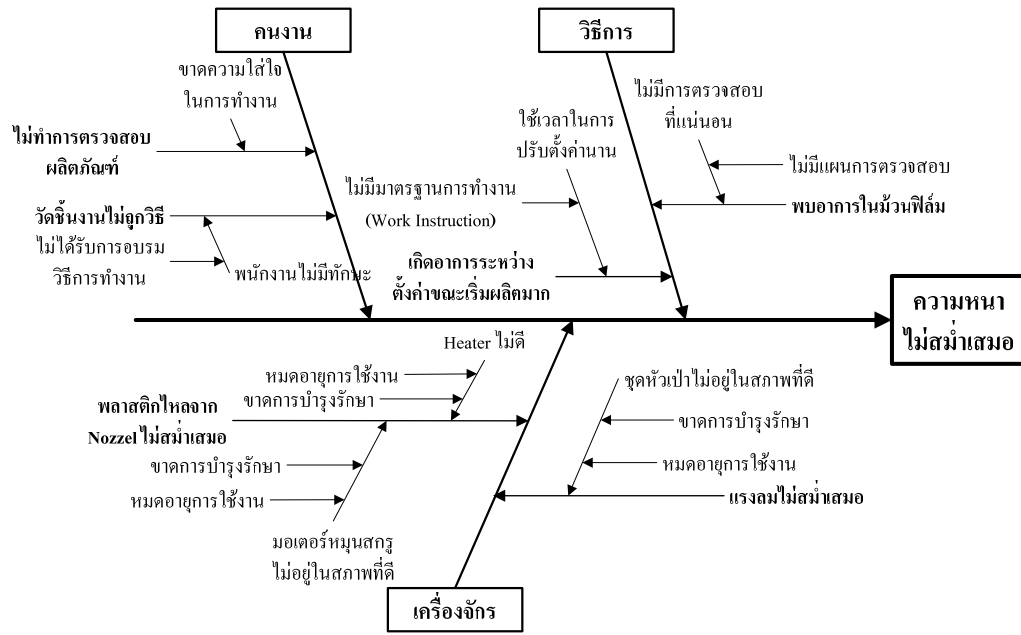 คนงาน
วิธีการ
ขาดความใส่ใจ
ในการทำงาน
ไม่ทำการตรวจสอบ
ผลิตภัณฑ์
วัดชิ้นงานไม่ถูกวิธี
ไม่ได้รับการอบรม
วิธีการทำงาน
พนักงานไม่มีทักษะ
ไม่มีการตรวจสอบ
ที่แน่นอน
ใช้เวลาในการ
ปรับตั้งค่านาน
ไม่มีแผนการตรวจสอบ
ไม่มีมาตรฐานการทำงาน
(Work Instruction)
พบอาการในม้วนฟิล์ม
เกิดอาการระหว่าง
ตั้งค่าขณะเริ่มผลิตมาก
ความหนา
ไม่สม่ำเสมอ
Heater ไม่ดี
หมดอายุการใช้งาน
ขาดการบำรุงรักษา
พลาสติกไหลจาก
Nozzel ไม่สม่ำเสมอ
ขาดการบำรุงรักษา
หมดอายุการใช้งาน
มอเตอร์หมุนสกรู
ไม่อยู่ในสภาพที่ดี
ชุดหัวเป่าไม่อยู่ในสภาพที่ดี
ขาดการบำรุงรักษา
หมดอายุการใช้งาน
แรงลมไม่สม่ำเสมอ
เครื่องจักร